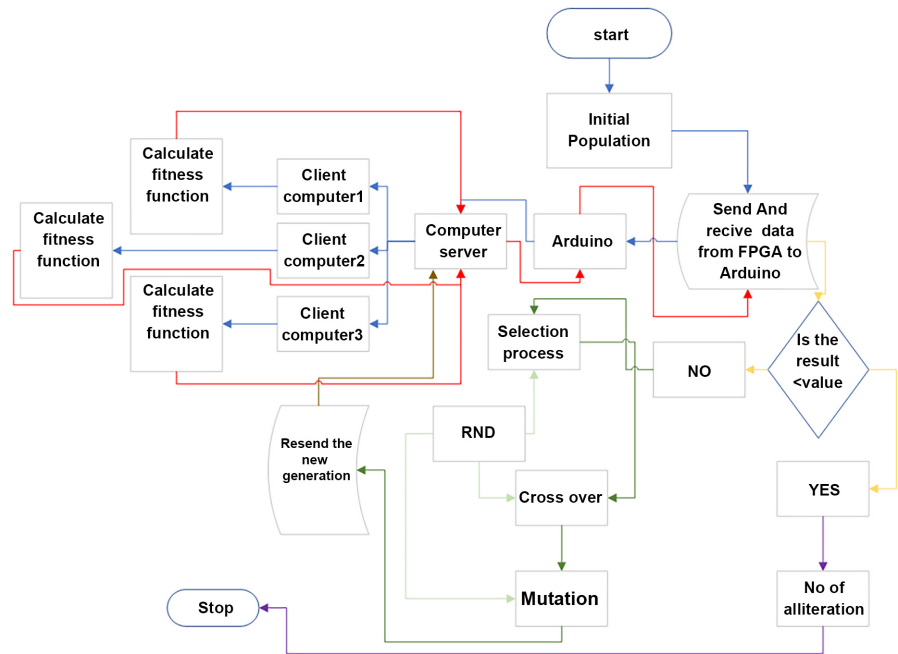 start
Initial
Population
Send And
recive data
from FPGA to
Arduino
Arduino
Computer
server
Client
computer1
Client
computer2
Client
computer3
Calculate
fitness
function
Calculate
fitness
function
Calculate
fitness
function
Is the
result
<value
NO
YES
No of
alliteration
Selection
process
RND
Cross over
Mutation
Resend the
new
generation
Stop